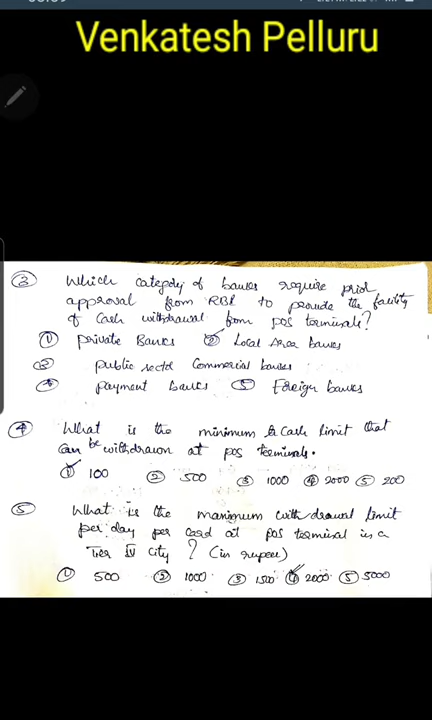 Venkatesh Pelluru
③ Which category of banks require prior
approval from RBI to provide the facility
of cash withdrawal from pos terminals?
① private Banks ② Local Area banks
③ public sector Commercial banks
④ payment banks ⑤ Foreign banks
④ What is the minimum cash limit that
can be withdrawn at pos terminals.
① 100 ② 500 ③ 1000 ④ 2000 ⑤ 200
⑤ What is the maximum withdrawal limit
per day per card at pos terminal in a
Tier IV city? (in rupee)
① 500 ② 1000 ③ 1500 ④ 2000 ⑤ 5000